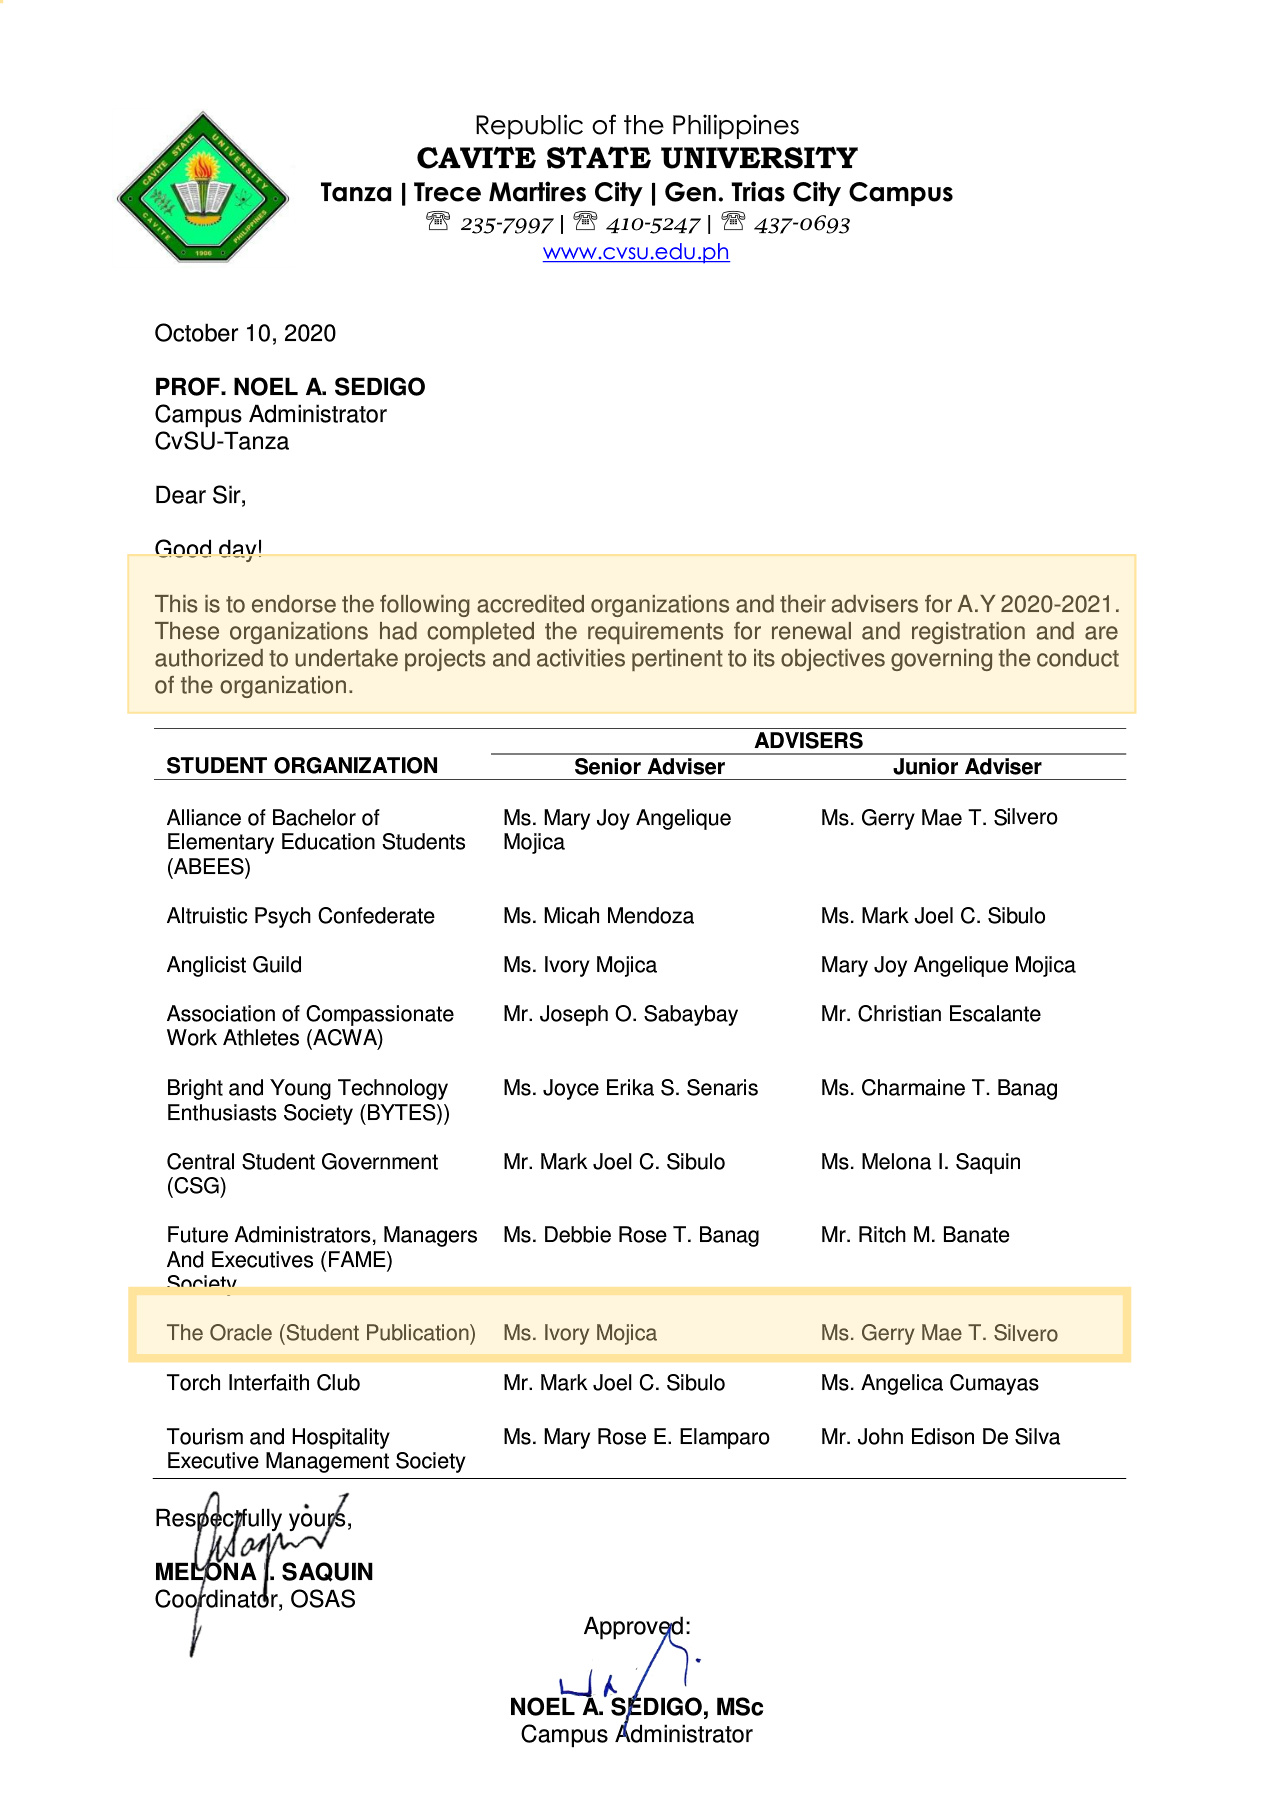 Republic of the Philippines
CAVITE STATE UNIVERSITY
Tanza | Trece Martires City | Gen. Trias City Campus
☏ 235-7997 | ☏ 410-5247 | ☏ 437-0693
www.cvsu.edu.ph
CAVITE STATE UNIVERSITY
CAVITE PHILIPPINES
1906
October 10, 2020
PROF. NOEL A. SEDIGO
Campus Administrator
CvSU-Tanza
Dear Sir,
Good day!
This is to endorse the following accredited organizations and their advisers for A.Y 2020-2021.
These organizations had completed the requirements for renewal and registration and are
authorized to undertake projects and activities pertinent to its objectives governing the conduct
of the organization.
ADVISERS
STUDENT ORGANIZATION Senior Adviser Junior Adviser
Alliance of Bachelor of Ms. Mary Joy Angelique Ms. Gerry Mae T. Silvero
Elementary Education Students Mojica
(ABEES)
Altruistic Psych Confederate Ms. Micah Mendoza Ms. Mark Joel C. Sibulo
Anglicist Guild Ms. Ivory Mojica Mary Joy Angelique Mojica
Association of Compassionate Mr. Joseph O. Sabaybay Mr. Christian Escalante
Work Athletes (ACWA)
Bright and Young Technology Ms. Joyce Erika S. Senaris Ms. Charmaine T. Banag
Enthusiasts Society (BYTES))
Central Student Government Mr. Mark Joel C. Sibulo Ms. Melona I. Saquin
(CSG)
Future Administrators, Managers Ms. Debbie Rose T. Banag Mr. Ritch M. Banate
And Executives (FAME)
Society
The Oracle (Student Publication) Ms. Ivory Mojica Ms. Gerry Mae T. Silvero
Torch Interfaith Club Mr. Mark Joel C. Sibulo Ms. Angelica Cumayas
Tourism and Hospitality Ms. Mary Rose E. Elamparo Mr. John Edison De Silva
Executive Management Society
Respectfully yours,
MELONA I. SAQUIN
Coordinator, OSAS
Approved:
NOEL A. SEDIGO, MSc
Campus Administrator